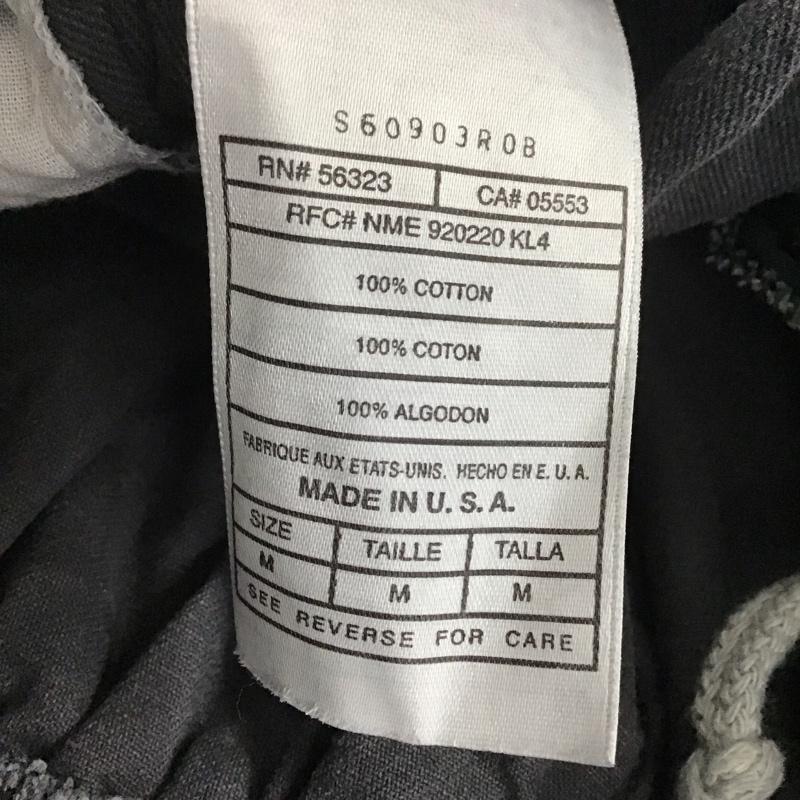 S60903R0B
RN# 56323 CA# 05553
RFC# NME 920220 KL4
100% COTTON
100% COTON
100% ALGODON
FABRIQUE AUX ETATS-UNIS. HECHO EN E. U. A.
MADE IN U. S. A.
SIZE TAILLE TALLA
M M M
SEE REVERSE FOR CARE